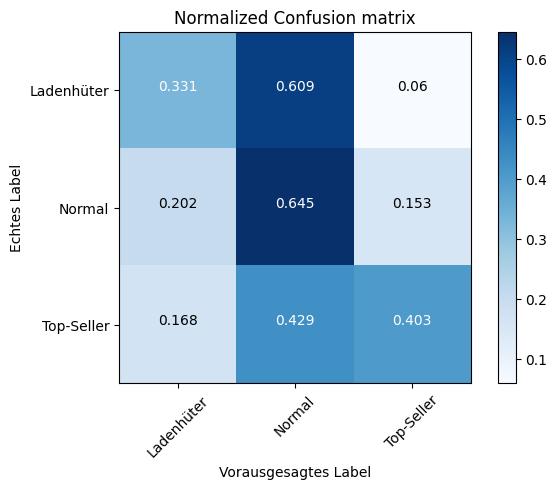 Normalized Confusion matrix
Echtes Label
Ladenhüter
0.331 0.609 0.06
Normal
0.202 0.645 0.153
Top-Seller
0.168 0.429 0.403
Ladenhüter
Normal
Top-Seller
Vorausgesagtes Label
0.6
0.5
0.4
0.3
0.2
0.1